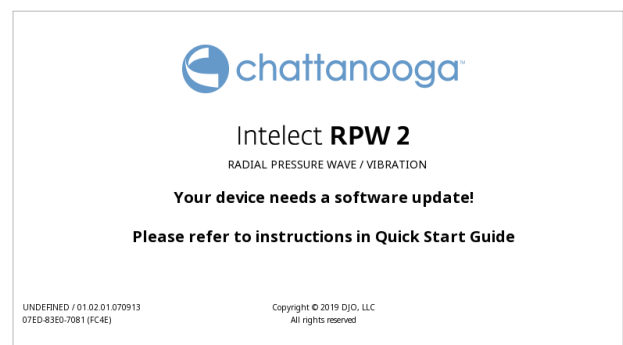 chattanooga™
Intelect RPW 2
RADIAL PRESSURE WAVE / VIBRATION
Your device needs a software update!
Please refer to instructions in Quick Start Guide
UNDEFINED / 01.02.01.070913
07ED-83E0-7081 (FC4E)
Copyright © 2019 DJO, LLC
All rights reserved